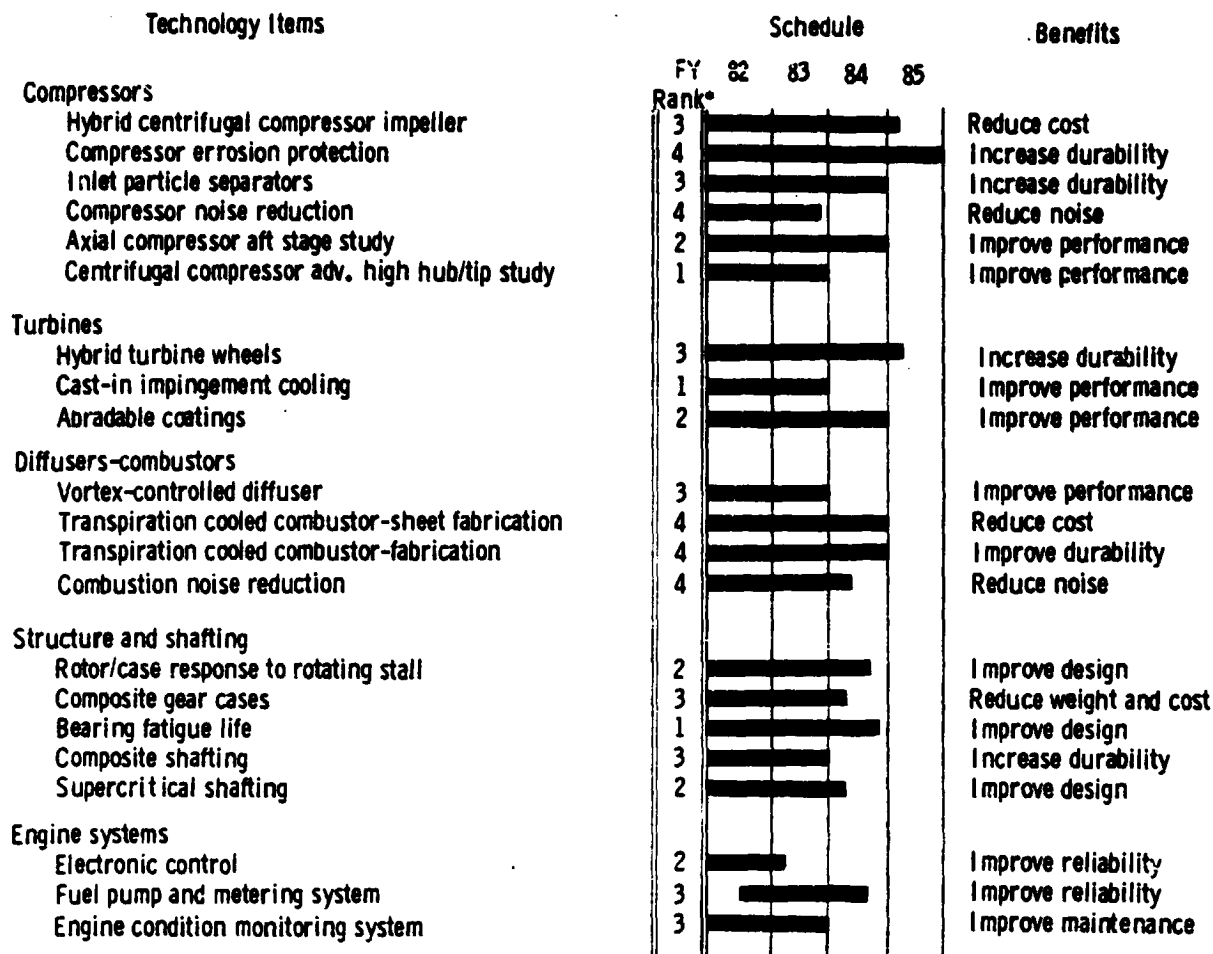 Technology Items Schedule Benefits
FY 82 83 84 85
Compressors Rank*
Hybrid centrifugal compressor impeller 3 Reduce cost
Compressor errosion protection 4 Increase durability
Inlet particle separators 3 Increase durability
Compressor noise reduction 4 Reduce noise
Axial compressor aft stage study 2 Improve performance
Centrifugal compressor adv. high hub/tip study 1 Improve performance
Turbines
Hybrid turbine wheels 3 Increase durability
Cast-in impingement cooling 1 Improve performance
Abradable coatings 2 Improve performance
Diffusers-combustors
Vortex-controlled diffuser 3 Improve performance
Transpiration cooled combustor-sheet fabrication 4 Reduce cost
Transpiration cooled combustor-fabrication 4 Improve durability
Combustion noise reduction 4 Reduce noise
Structure and shafting
Rotor/case response to rotating stall 2 Improve design
Composite gear cases 3 Reduce weight and cost
Bearing fatigue life 1 Improve design
Composite shafting 3 Increase durability
Supercritical shafting 2 Improve design
Engine systems
Electronic control 2 Improve reliability
Fuel pump and metering system 3 Improve reliability
Engine condition monitoring system 3 Improve maintenance